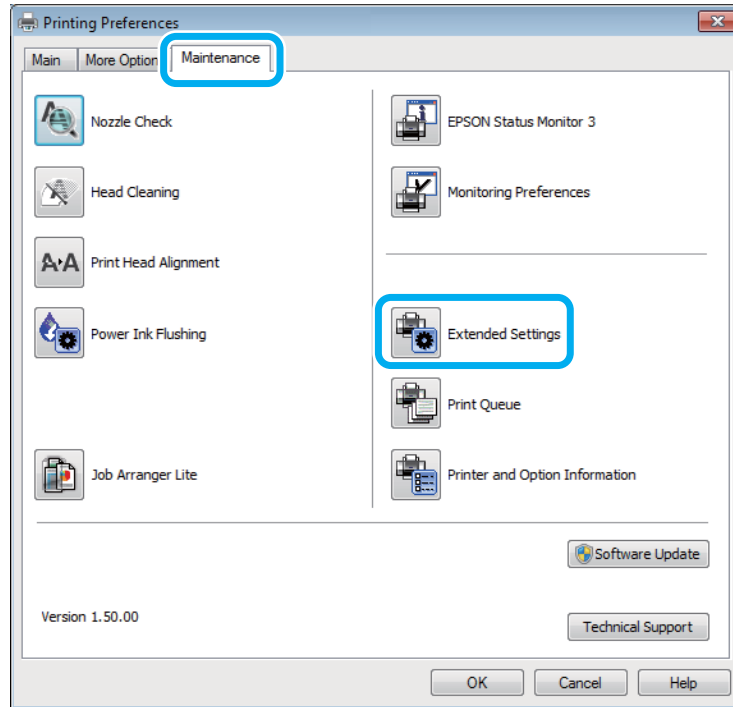 Printing Preferences
Main More Option Maintenance
Nozzle Check
EPSON Status Monitor 3
Head Cleaning
Monitoring Preferences
A A Print Head Alignment
Power Ink Flushing
Extended Settings
Print Queue
Job Arranger Lite
Printer and Option Information
Software Update
Version 1.50.00
Technical Support
OK Cancel Help